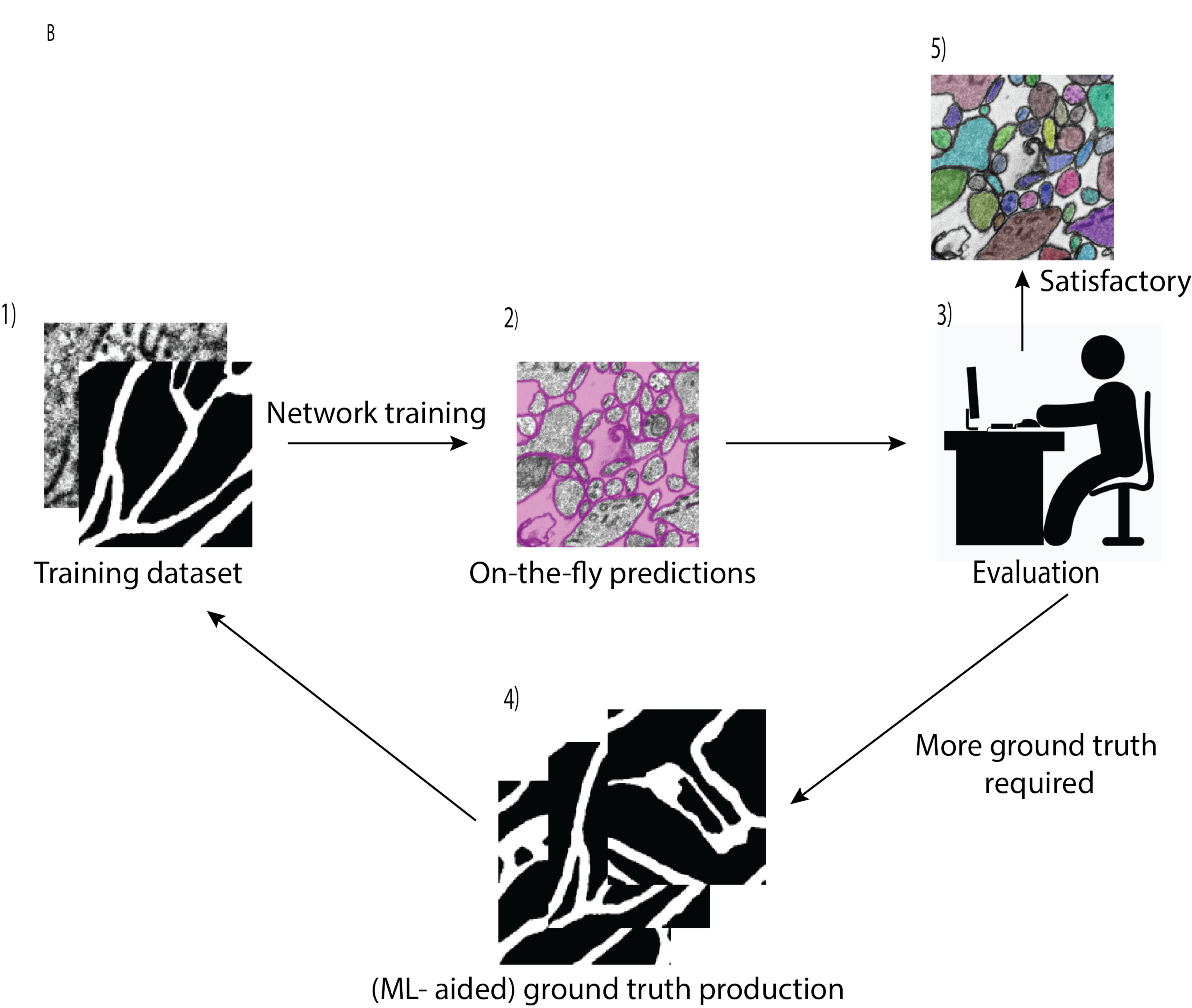 B
5)
Satisfactory
1)
2)
3)
Network training
Training dataset
On-the-fly predictions
Evaluation
4)
More ground truth
required
(ML- aided) ground truth production